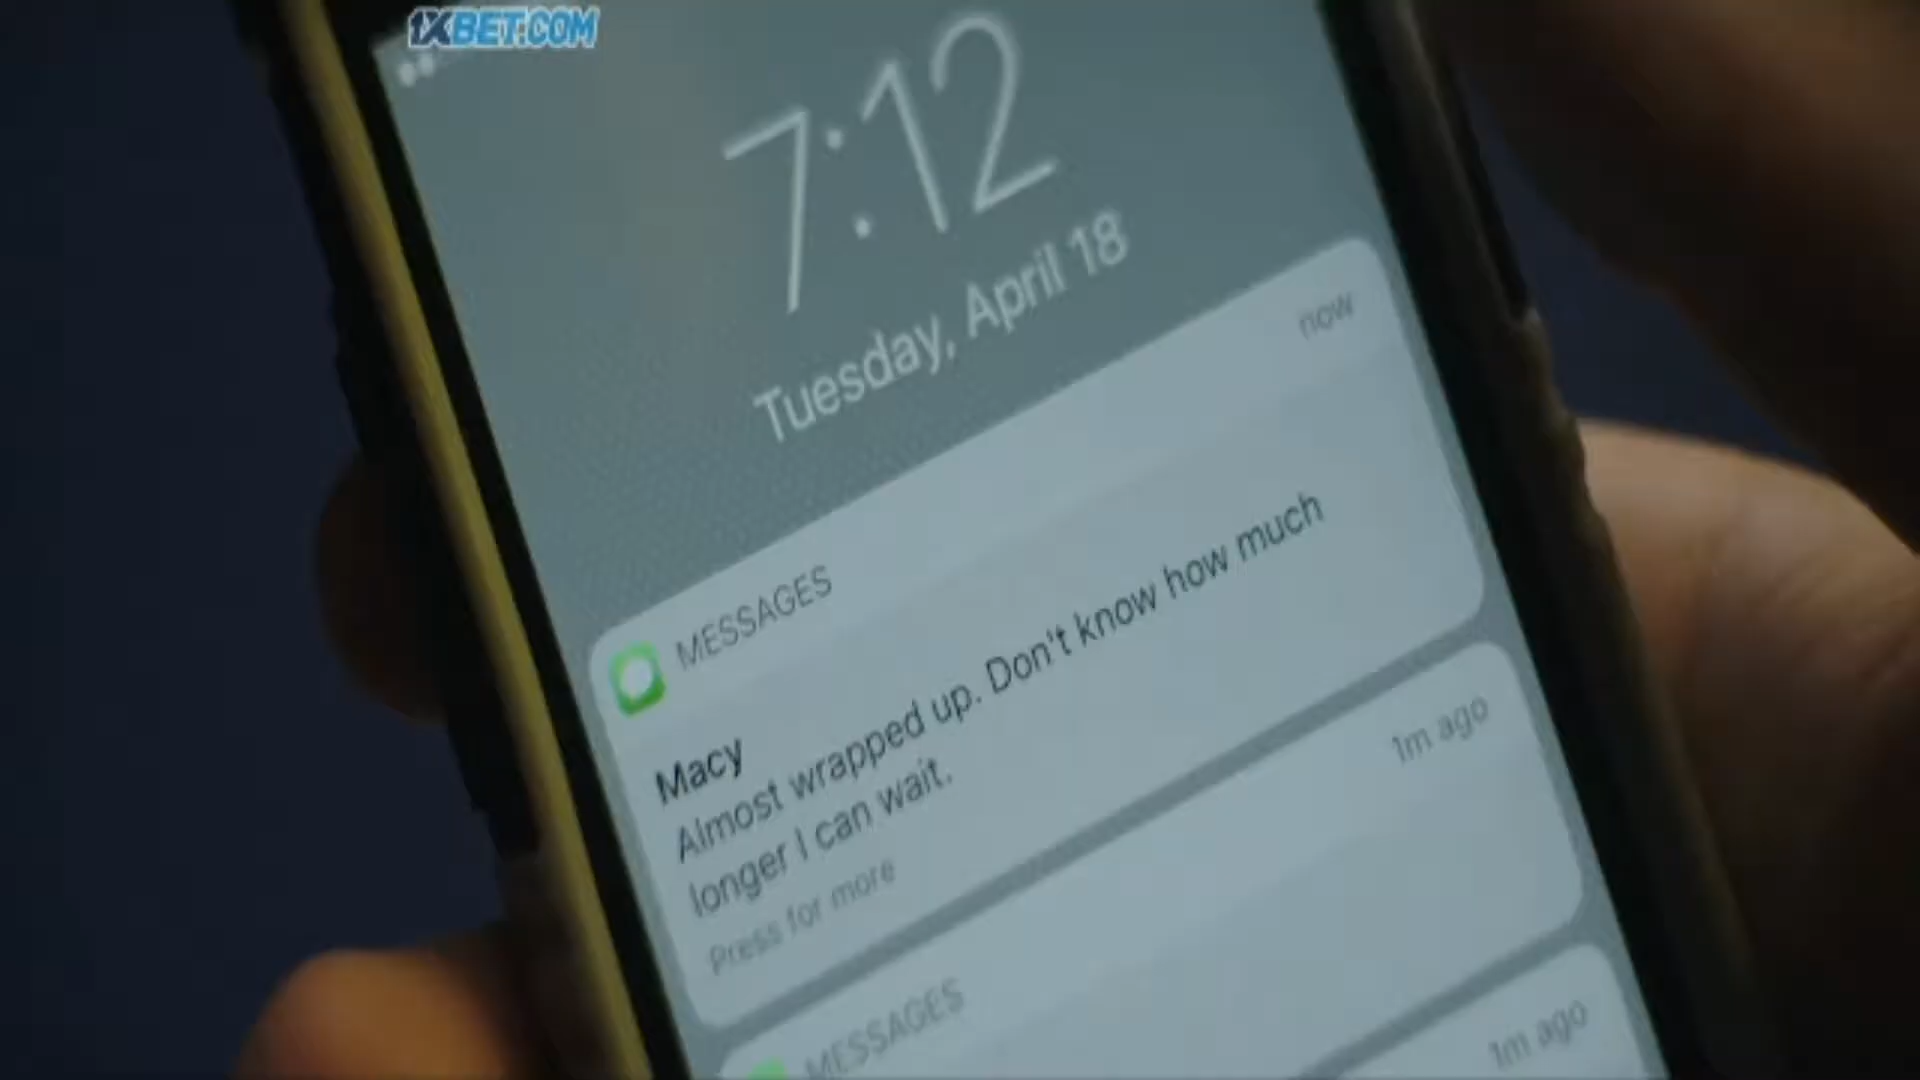 1XBET.COM
7:12
Tuesday, April 18
MESSAGES
now
Macy
Almost wrapped up. Don't know how much
longer I can wait.
Press for more
MESSAGES
1m ago
1m ago